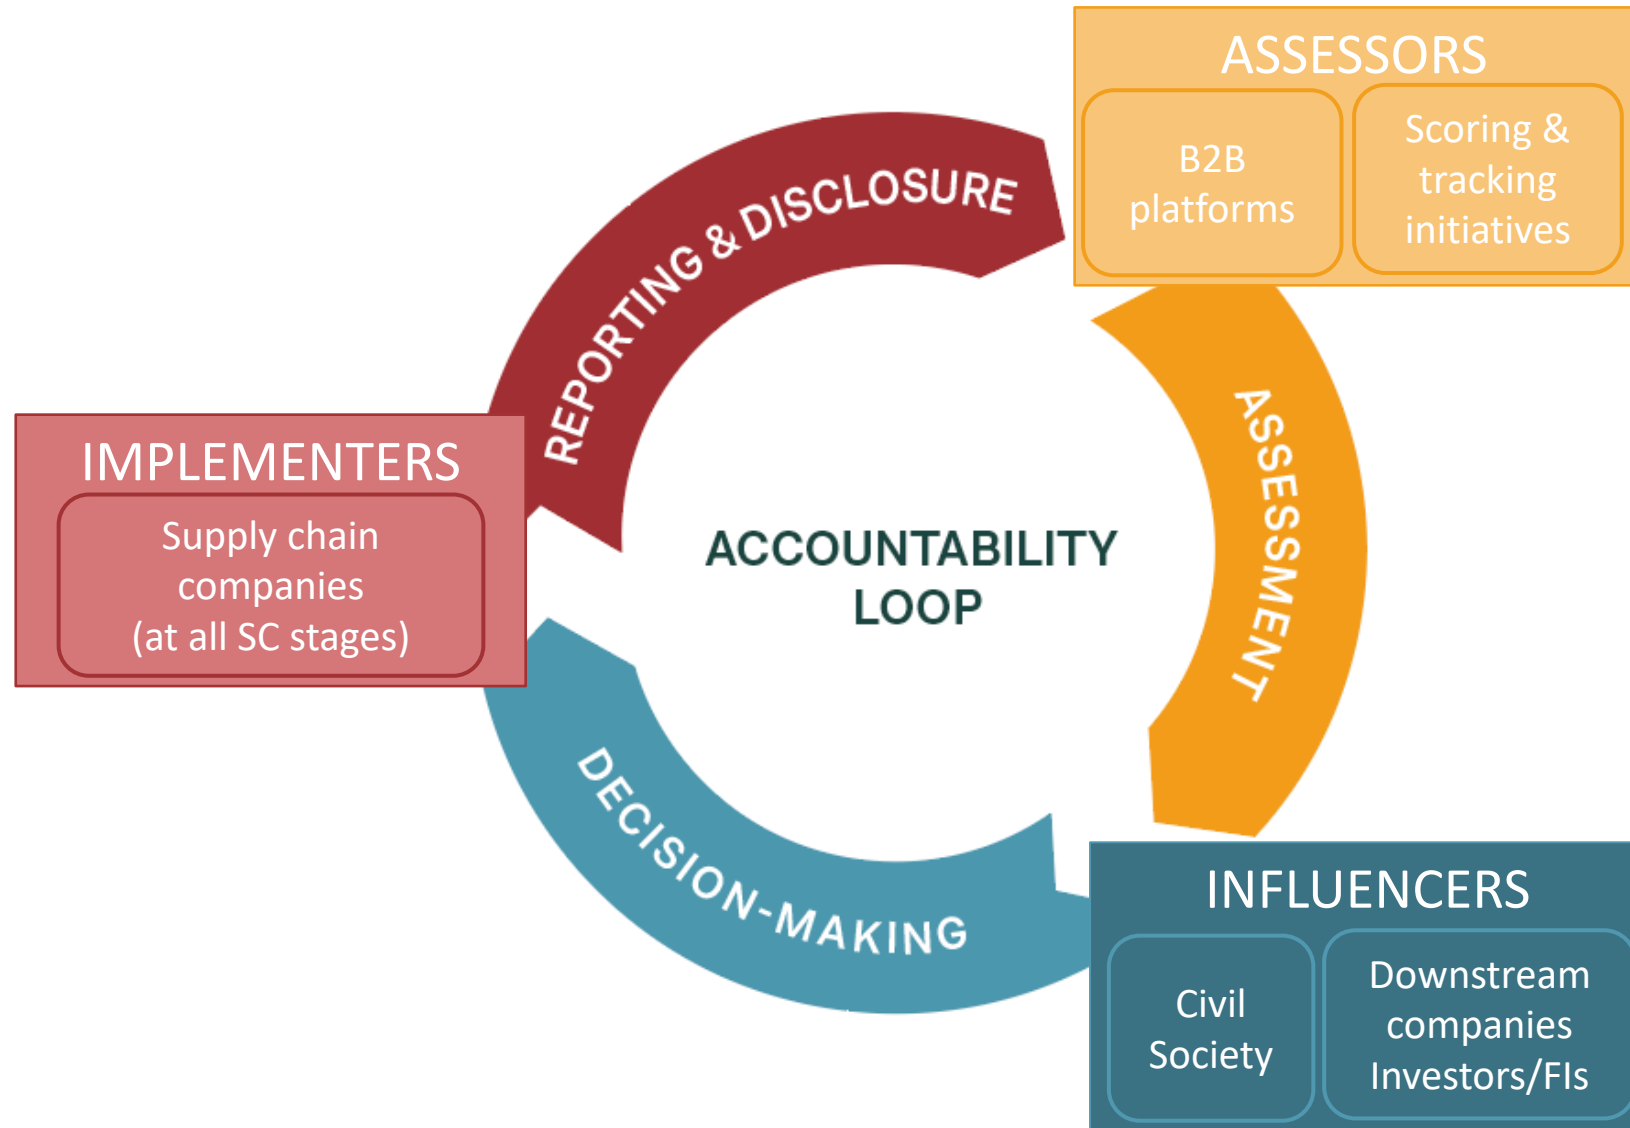 ASSESSORS
B2B
platforms
Scoring &
tracking
initiatives
REPORTING & DISCLOSURE
ASSESSMENT
IMPLEMENTERS
Supply chain
companies
(at all SC stages)
ACCOUNTABILITY
LOOP
DECISION-MAKING
INFLUENCERS
Civil
Society
Downstream
companies
Investors/FIs